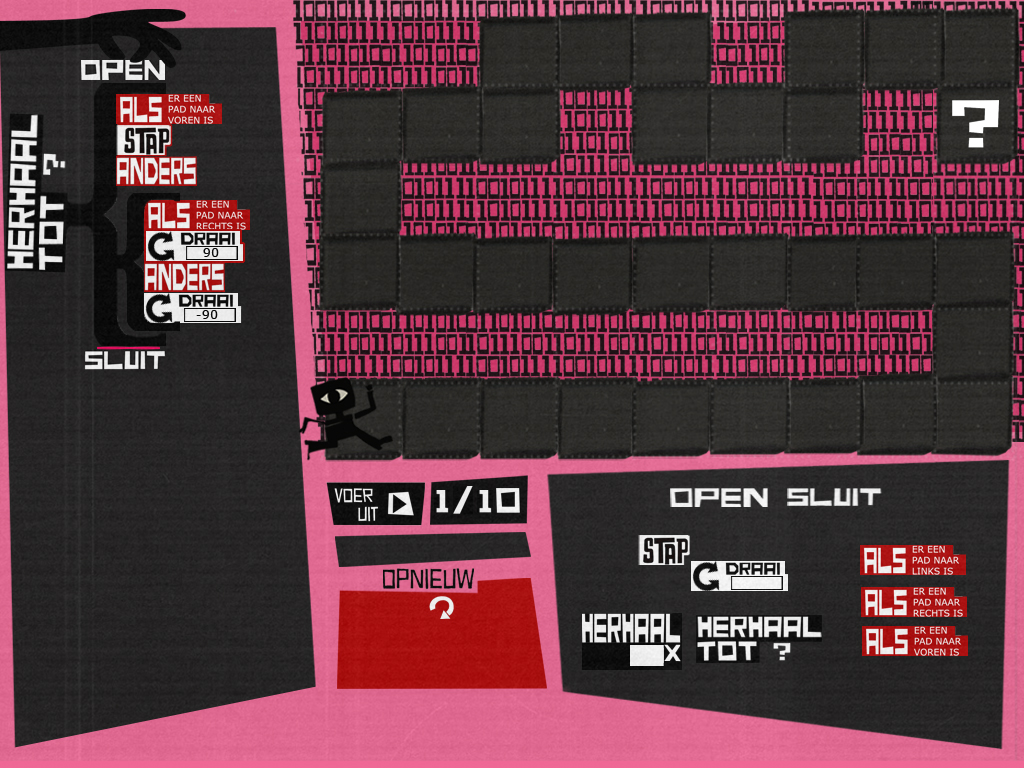 OPEN
HERHAAL
TOT ?
ALS ER EEN PAD NAAR VOREN IS
STAP
ANDERS
ALS ER EEN PAD NAAR RECHTS IS
DRAAI
90
ANDERS
DRAAI
-90
SLUIT
?
VOER UIT
1/10
OPNIEUW
OPEN SLUIT
STAP
DRAAI
HERHAAL
X
HERHAAL
TOT ?
ALS ER EEN PAD NAAR LINKS IS
ALS ER EEN PAD NAAR RECHTS IS
ALS ER EEN PAD NAAR VOREN IS